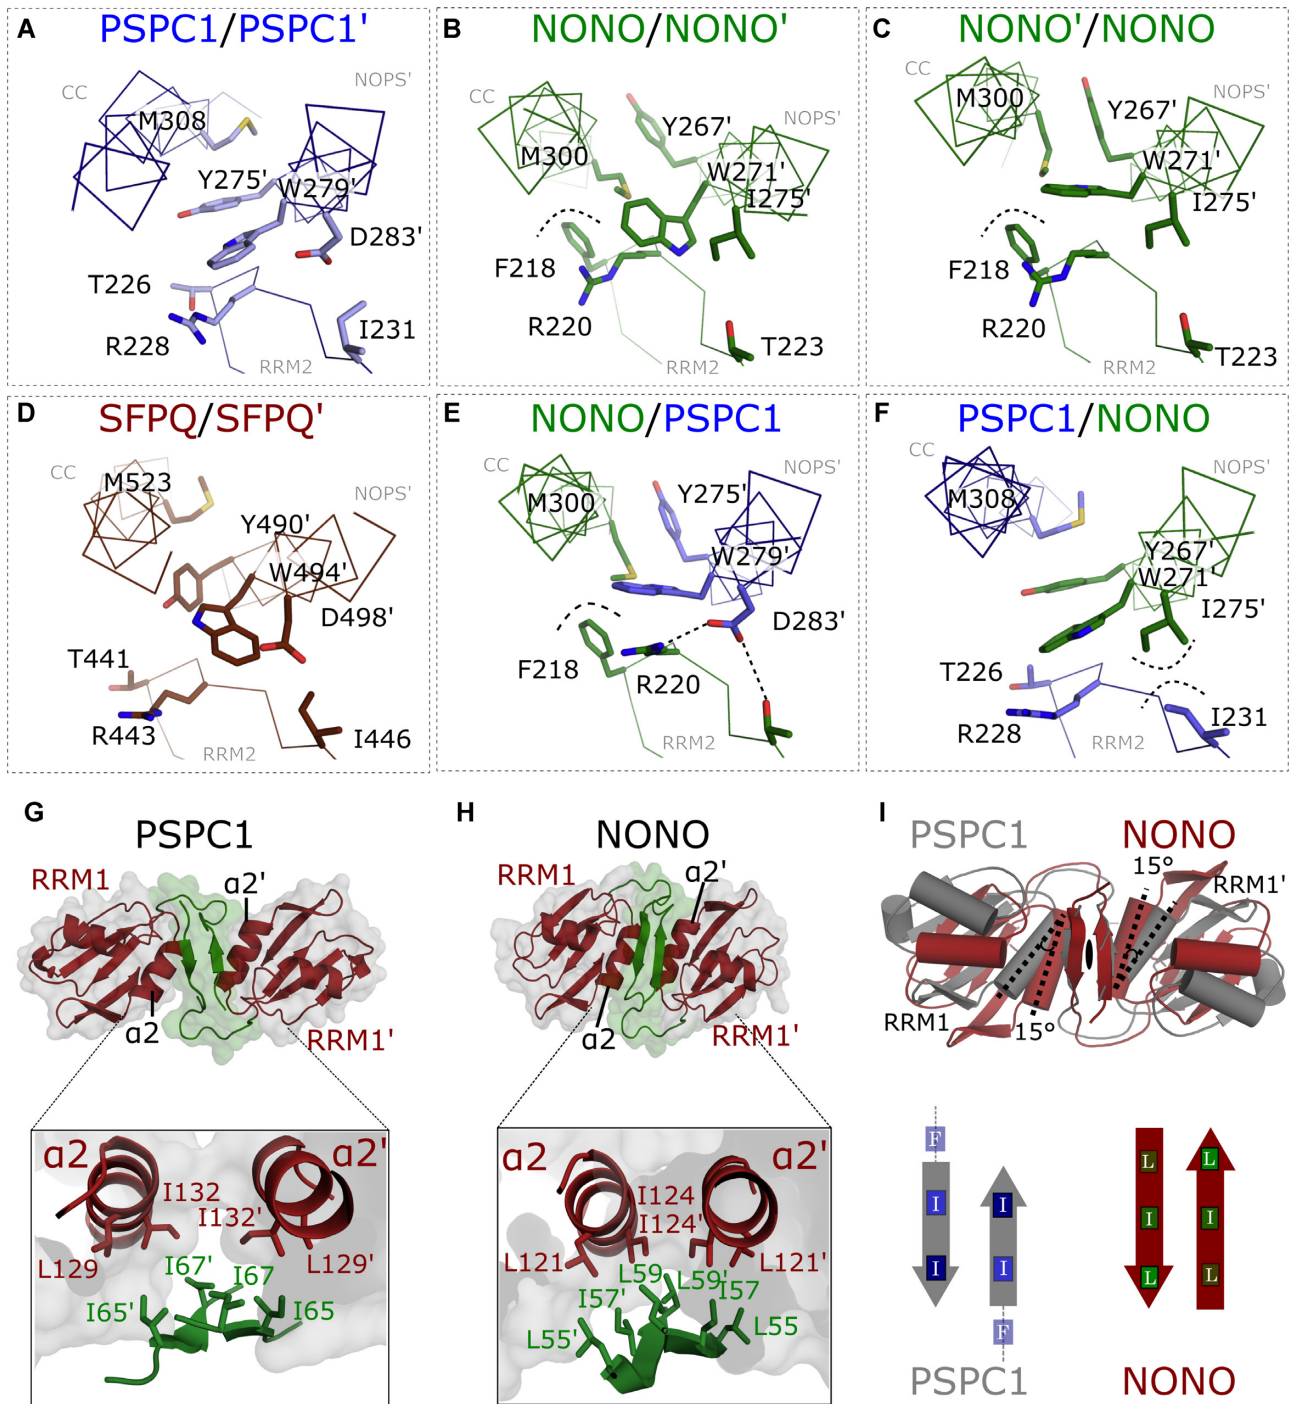 A PSPC1/PSPC1'
CC
NOPS'
M308
Y275'
W279'
D283'
T226
R228
I231
RRM2
B NONO/NONO'
CC
NOPS'
Y267'
M300
W271'
I275'
F218
R220
T223
RRM2
C NONO'/NONO
CC
NOPS'
M300
Y267'
W271'
I275'
F218
R220
T223
RRM2
D SFPQ/SFPQ'
CC
NOPS'
M523
Y490'
W494'
D498'
T441
R443
I446
RRM2
E NONO/PSPC1
CC
NOPS'
M300
Y275'
W279'
D283'
F218
R220
RRM2
F PSPC1/NONO
CC
NOPS'
M308
Y267'
W271'
I275'
T226
R228
I231
RRM2
G
PSPC1
RRM1
α2'
α2
RRM1'
α2
α2'
I132
I132'
L129
L129'
I67'
I67
I65'
I65
H
NONO
RRM1
α2'
α2
RRM1'
α2
α2'
I124
I124'
L121
L121'
L59
L59'
I57'
I57
L55'
L55
I
PSPC1 NONO
15°
RRM1'
RRM1
15°
F
I I
I I
F
L L
I I
L L
PSPC1 NONO